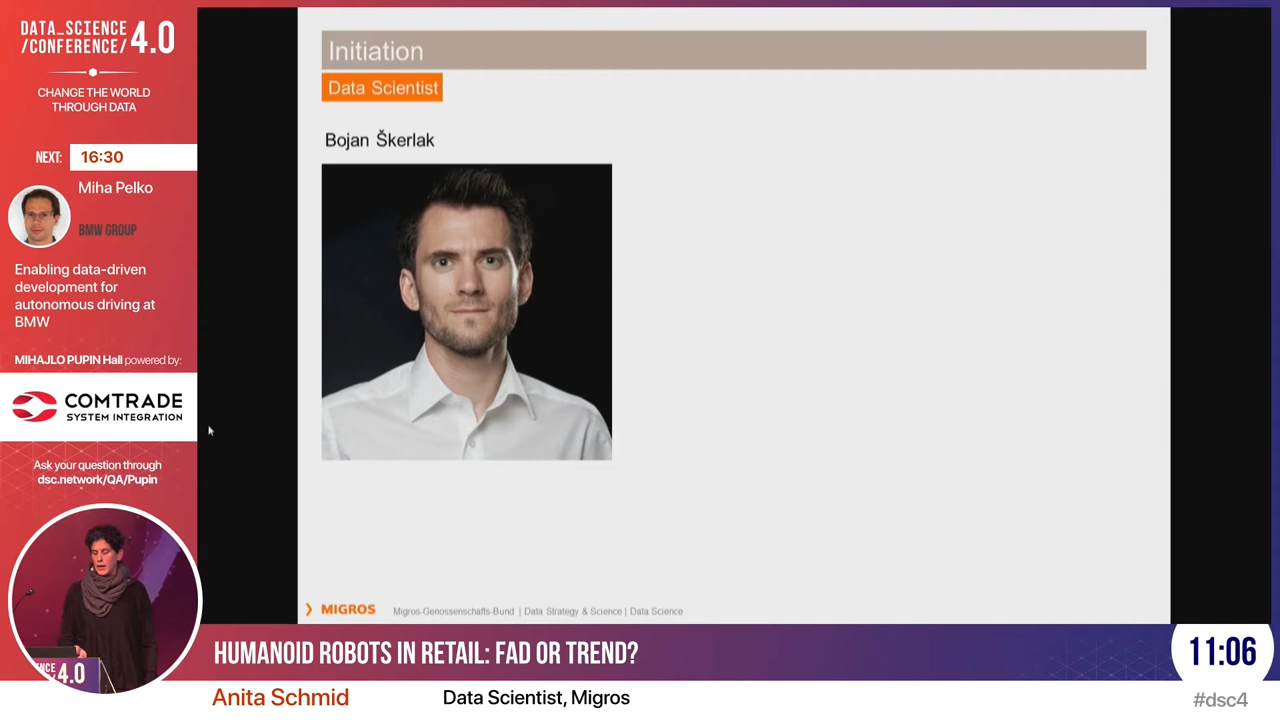 DATA_SCIENCE
/CONFERENCE/ 4.0
CHANGE THE WORLD
THROUGH DATA
NEXT: 16:30
Miha Pelko
BMW GROUP
Enabling data-driven
development for
autonomous driving at
BMW
MIHAJLO PUPIN Hall powered by:
COMTRADE
SYSTEM INTEGRATION
Ask your question through
dsc.network/QA/Pupin
ENCE
4.0
Initiation
Data Scientist
Bojan Škerlak
MIGROS Migros-Genossenschafts-Bund | Data Strategy & Science | Data Science
HUMANOID ROBOTS IN RETAIL: FAD OR TREND?
11:06
Anita Schmid Data Scientist, Migros
#dsc4